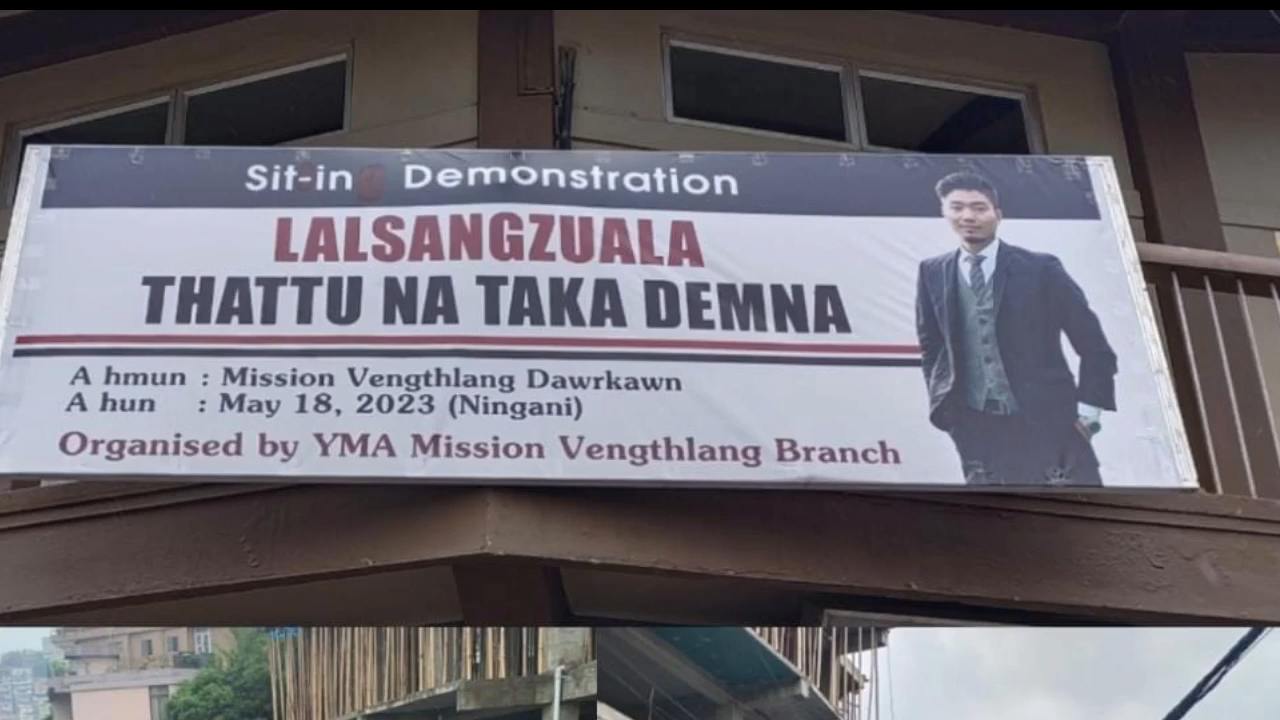 Sit-in Demonstration
LALSANGZUALA
THATTU NA TAKA DEMNA
A hmun : Mission Vengthlang Dawrkawn
A hun : May 18, 2023 (Ningani)
Organised by YMA Mission Vengthlang Branch